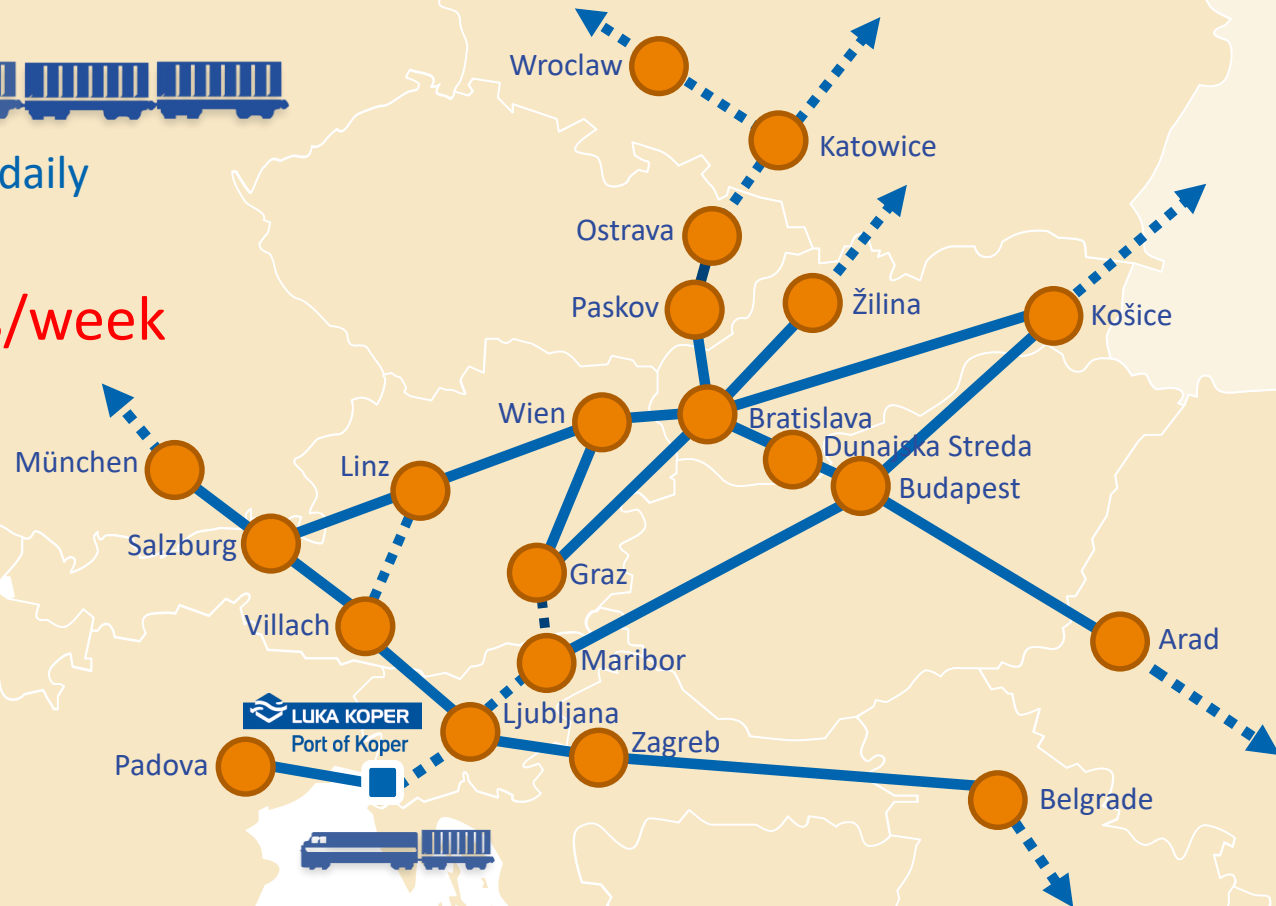 Wroclaw
Katowice
daily
Ostrava
Paskov
Žilina
/week
Košice
Wien
Bratislava
München
Linz
Dunajska Streda
Budapest
Salzburg
Graz
Villach
Arad
Maribor
LUKA KOPER
Port of Koper
Ljubljana
Zagreb
Padova
Belgrade